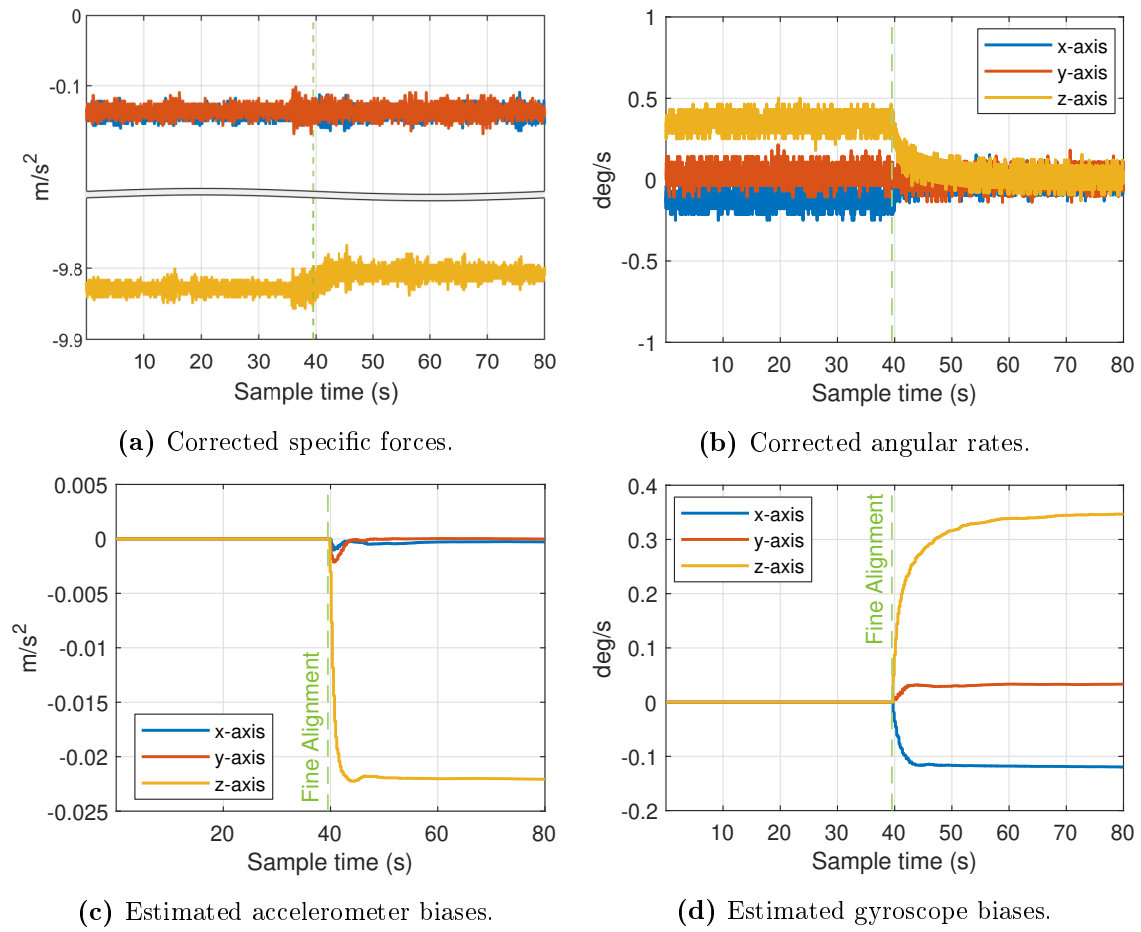 0
-0.1
m/s²
-9.8
-9.9
10 20 30 40 50 60 70 80
Sample time (s)
(a) Corrected specific forces.
1
0.5
0
-0.5
-1
deg/s
x-axis
y-axis
z-axis
10 20 30 40 50 60 70 80
Sample time (s)
(b) Corrected angular rates.
0.005
0
-0.005
-0.01
-0.015
-0.02
-0.025
m/s²
Fine Alignment
x-axis
y-axis
z-axis
20 40 60 80
Sample time (s)
(c) Estimated accelerometer biases.
0.4
0.3
0.2
0.1
0
-0.1
-0.2
deg/s
x-axis
y-axis
z-axis
Fine Alignment
10 20 30 40 50 60 70 80
Sample time (s)
(d) Estimated gyroscope biases.